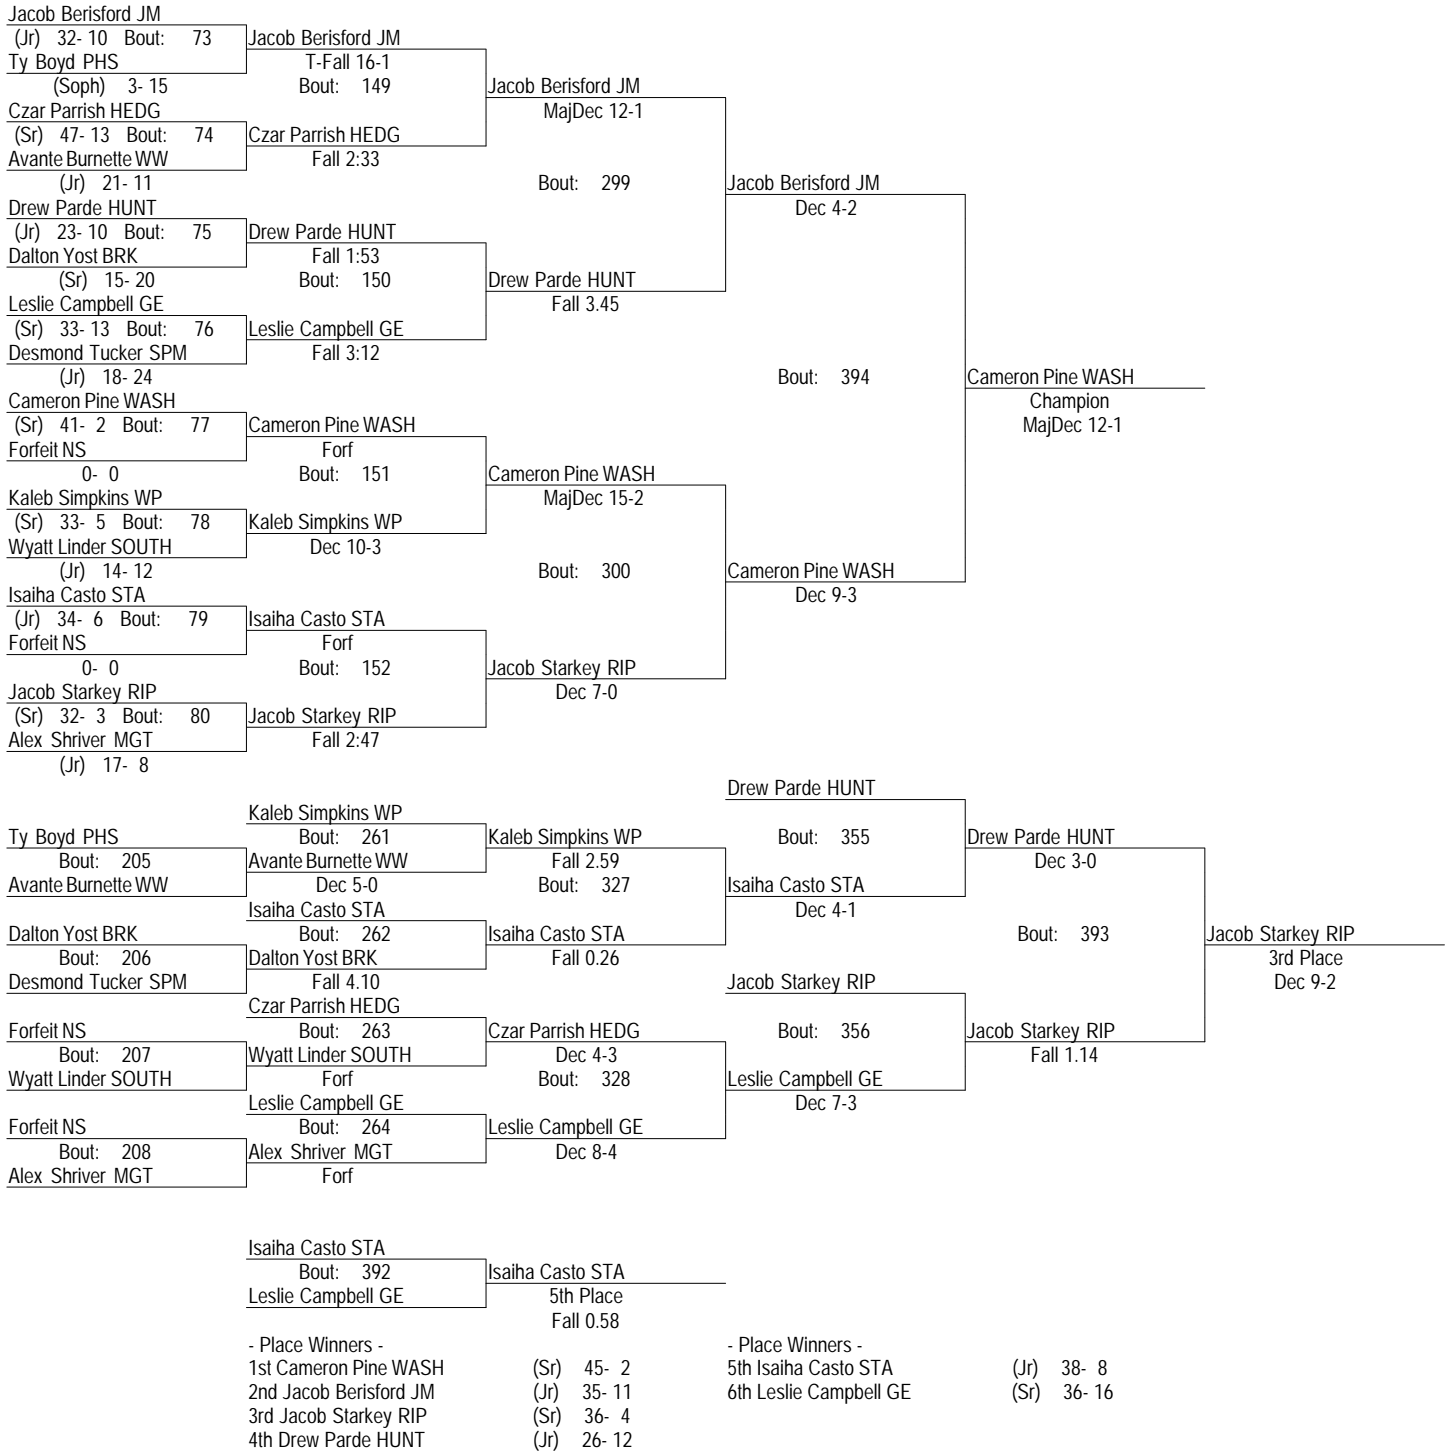 Jacob Berisford JM
(Jr) 32- 10 Bout: 73 Jacob Berisford JM
Ty Boyd PHS T-Fall 16-1
(Soph) 3- 15 Bout: 149 Jacob Berisford JM
Czar Parrish HEDG MajDec 12-1
(Sr) 47- 13 Bout: 74 Czar Parrish HEDG
Avante Burnette WW Fall 2:33
(Jr) 21- 11 Bout: 299 Jacob Berisford JM
Drew Parde HUNT Dec 4-2
(Jr) 23- 10 Bout: 75 Drew Parde HUNT
Dalton Yost BRK Fall 1:53
(Sr) 15- 20 Bout: 150 Drew Parde HUNT
Leslie Campbell GE Fall 3.45
(Sr) 33- 13 Bout: 76 Leslie Campbell GE
Desmond Tucker SPM Fall 3:12
(Jr) 18- 24 Bout: 394 Cameron Pine WASH
Cameron Pine WASH Champion
(Sr) 41- 2 Bout: 77 Cameron Pine WASH MajDec 12-1
Forfeit NS Forf
0- 0 Bout: 151 Cameron Pine WASH
Kaleb Simpkins WP MajDec 15-2
(Sr) 33- 5 Bout: 78 Kaleb Simpkins WP
Wyatt Linder SOUTH Dec 10-3
(Jr) 14- 12 Bout: 300 Cameron Pine WASH
Isaiha Casto STA Dec 9-3
(Jr) 34- 6 Bout: 79 Isaiha Casto STA
Forfeit NS Forf
0- 0 Bout: 152 Jacob Starkey RIP
Jacob Starkey RIP Dec 7-0
(Sr) 32- 3 Bout: 80 Jacob Starkey RIP
Alex Shriver MGT Fall 2:47
(Jr) 17- 8
Drew Parde HUNT
Kaleb Simpkins WP
Ty Boyd PHS Bout: 261 Kaleb Simpkins WP Bout: 355 Drew Parde HUNT
Bout: 205 Avante Burnette WW Fall 2.59 Dec 3-0
Avante Burnette WW Dec 5-0 Bout: 327 Isaiha Casto STA
Isaiha Casto STA Dec 4-1
Dalton Yost BRK Bout: 262 Isaiha Casto STA Bout: 393 Jacob Starkey RIP
Bout: 206 Dalton Yost BRK Fall 0.26 3rd Place
Desmond Tucker SPM Fall 4.10 Jacob Starkey RIP Dec 9-2
Czar Parrish HEDG
Forfeit NS Bout: 263 Czar Parrish HEDG Bout: 356 Jacob Starkey RIP
Bout: 207 Wyatt Linder SOUTH Dec 4-3 Fall 1.14
Wyatt Linder SOUTH Forf Bout: 328 Leslie Campbell GE
Leslie Campbell GE Dec 7-3
Forfeit NS Bout: 264 Leslie Campbell GE
Bout: 208 Alex Shriver MGT Dec 8-4
Alex Shriver MGT Forf
Isaiha Casto STA
Bout: 392 Isaiha Casto STA
Leslie Campbell GE 5th Place
Fall 0.58
- Place Winners - - Place Winners -
1st Cameron Pine WASH (Sr) 45- 2 5th Isaiha Casto STA (Jr) 38- 8
2nd Jacob Berisford JM (Jr) 35- 11 6th Leslie Campbell GE (Sr) 36- 16
3rd Jacob Starkey RIP (Sr) 36- 4
4th Drew Parde HUNT (Jr) 26- 12